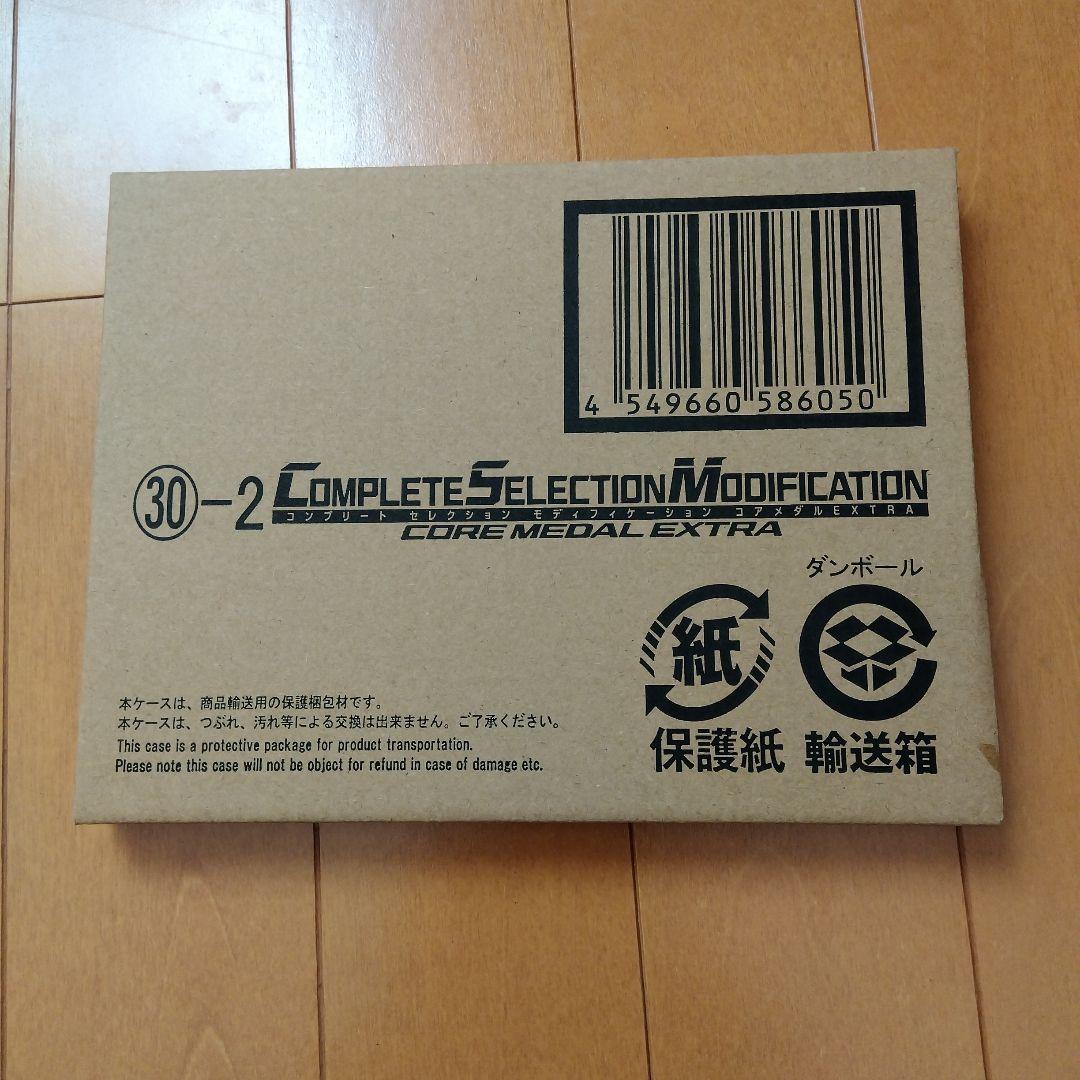 4 549660 586050
㉚-2 COMPLETE SELECTION MODIFICATION
コンプリート セレクション モディフィケーション コアメダルEXTRA
CORE MEDAL EXTRA
ダンボール
紙
保護紙 輸送箱
本ケースは、商品輸送用の保護梱包材です。
本ケースは、つぶれ、汚れ等による交換は出来ません。ご了承ください。
This case is a protective package for product transportation.
Please note this case will not be object for refund in case of damage etc.